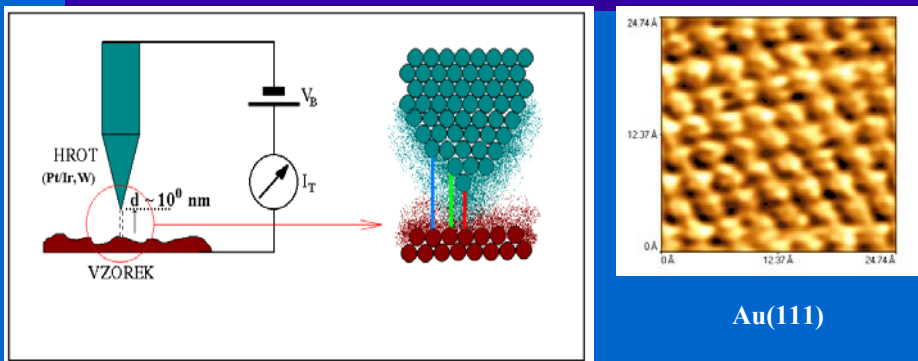 V_B
HROT
(Pt/Ir, W)
d ~ 10⁰ nm
I_T
VZOREK
24.74 Å
12.37 Å
0 Å
0 Å
12.37 Å
24.74 Å
Au(111)